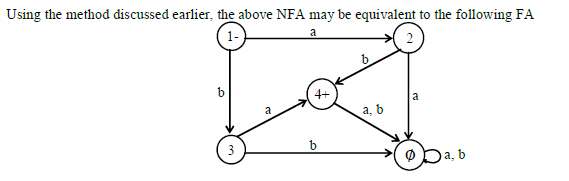 Using the method discussed earlier, the above NFA may be equivalent to the following FA
1- a 2
b
b 4+ a
a a, b
3 b Ø a, b